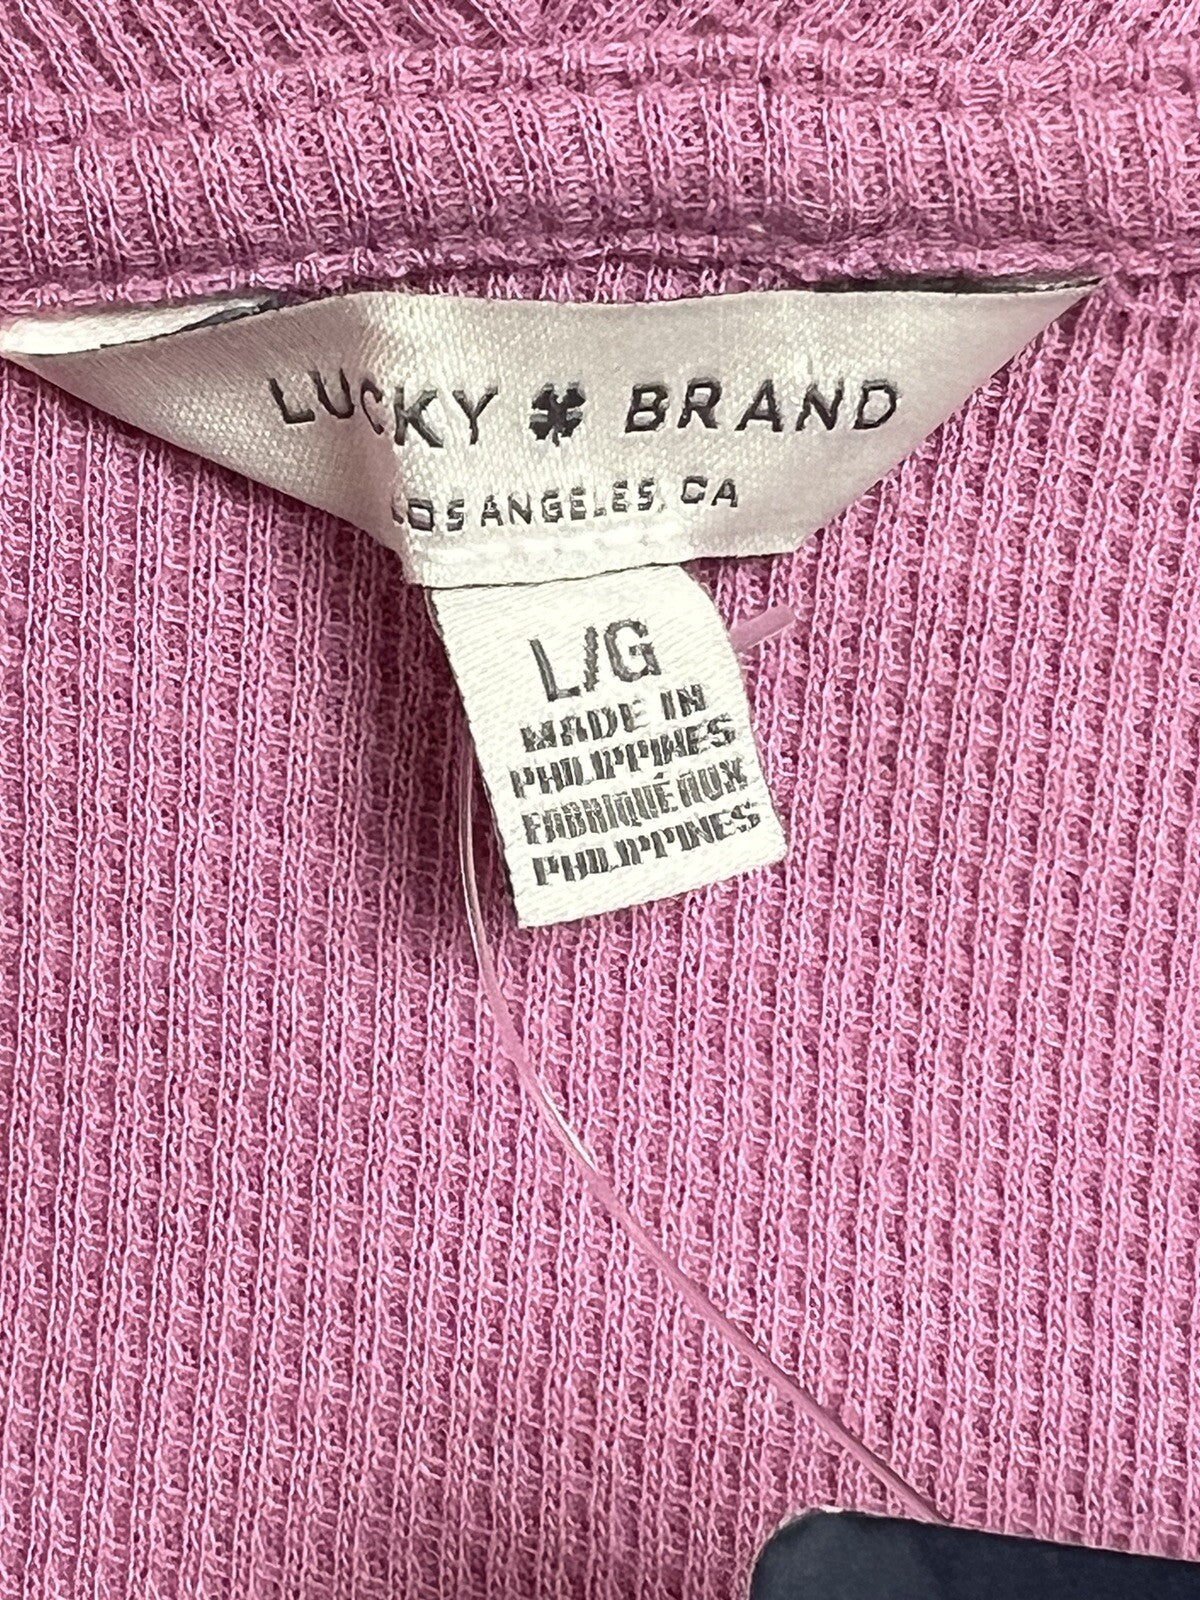 LUCKY BRAND
LOS ANGELES, CA
L/G
MADE IN
PHILIPPINES
FABRIQUÉ AUX
PHILIPPINES